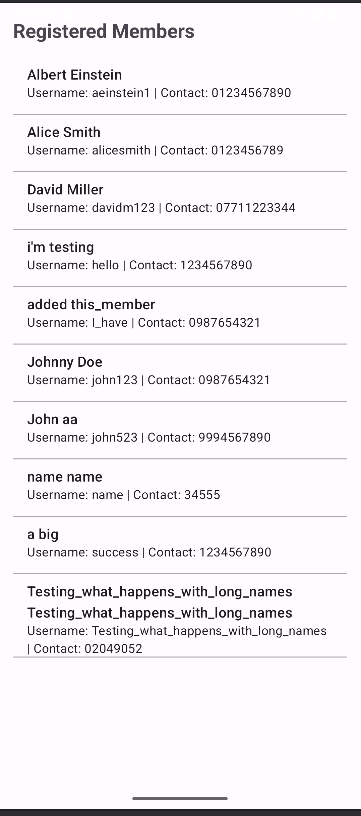 Registered Members
Albert Einstein
Username: aeinstein1 | Contact: 01234567890
Alice Smith
Username: alicesmith | Contact: 0123456789
David Miller
Username: davidm123 | Contact: 07711223344
i'm testing
Username: hello | Contact: 1234567890
added this_member
Username: I_have | Contact: 0987654321
Johnny Doe
Username: john123 | Contact: 0987654321
John aa
Username: john523 | Contact: 9994567890
name name
Username: name | Contact: 34555
a big
Username: success | Contact: 1234567890
Testing_what_happens_with_long_names
Testing_what_happens_with_long_names
Username: Testing_what_happens_with_long_names
| Contact: 02049052